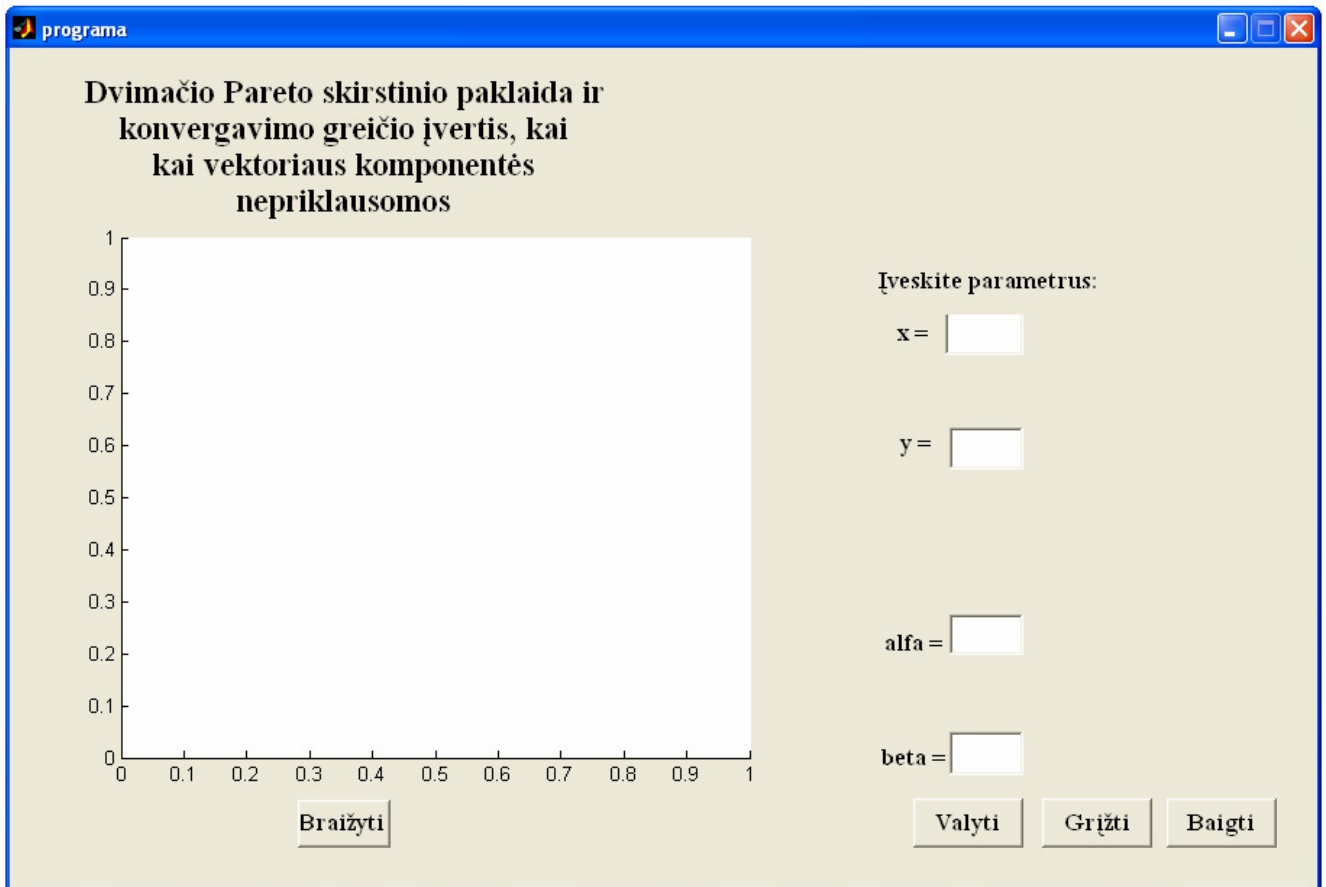 programa
Dvimačio Pareto skirstinio paklaida ir
konvergavimo greičio įvertis, kai
kai vektoriaus komponentės
nepriklausomos
1
0.9
0.8
0.7
0.6
0.5
0.4
0.3
0.2
0.1
0
0 0.1 0.2 0.3 0.4 0.5 0.6 0.7 0.8 0.9 1
Įveskite parametrus:
x =
y =
alfa =
beta =
Braižyti
Valyti Grįžti Baigti